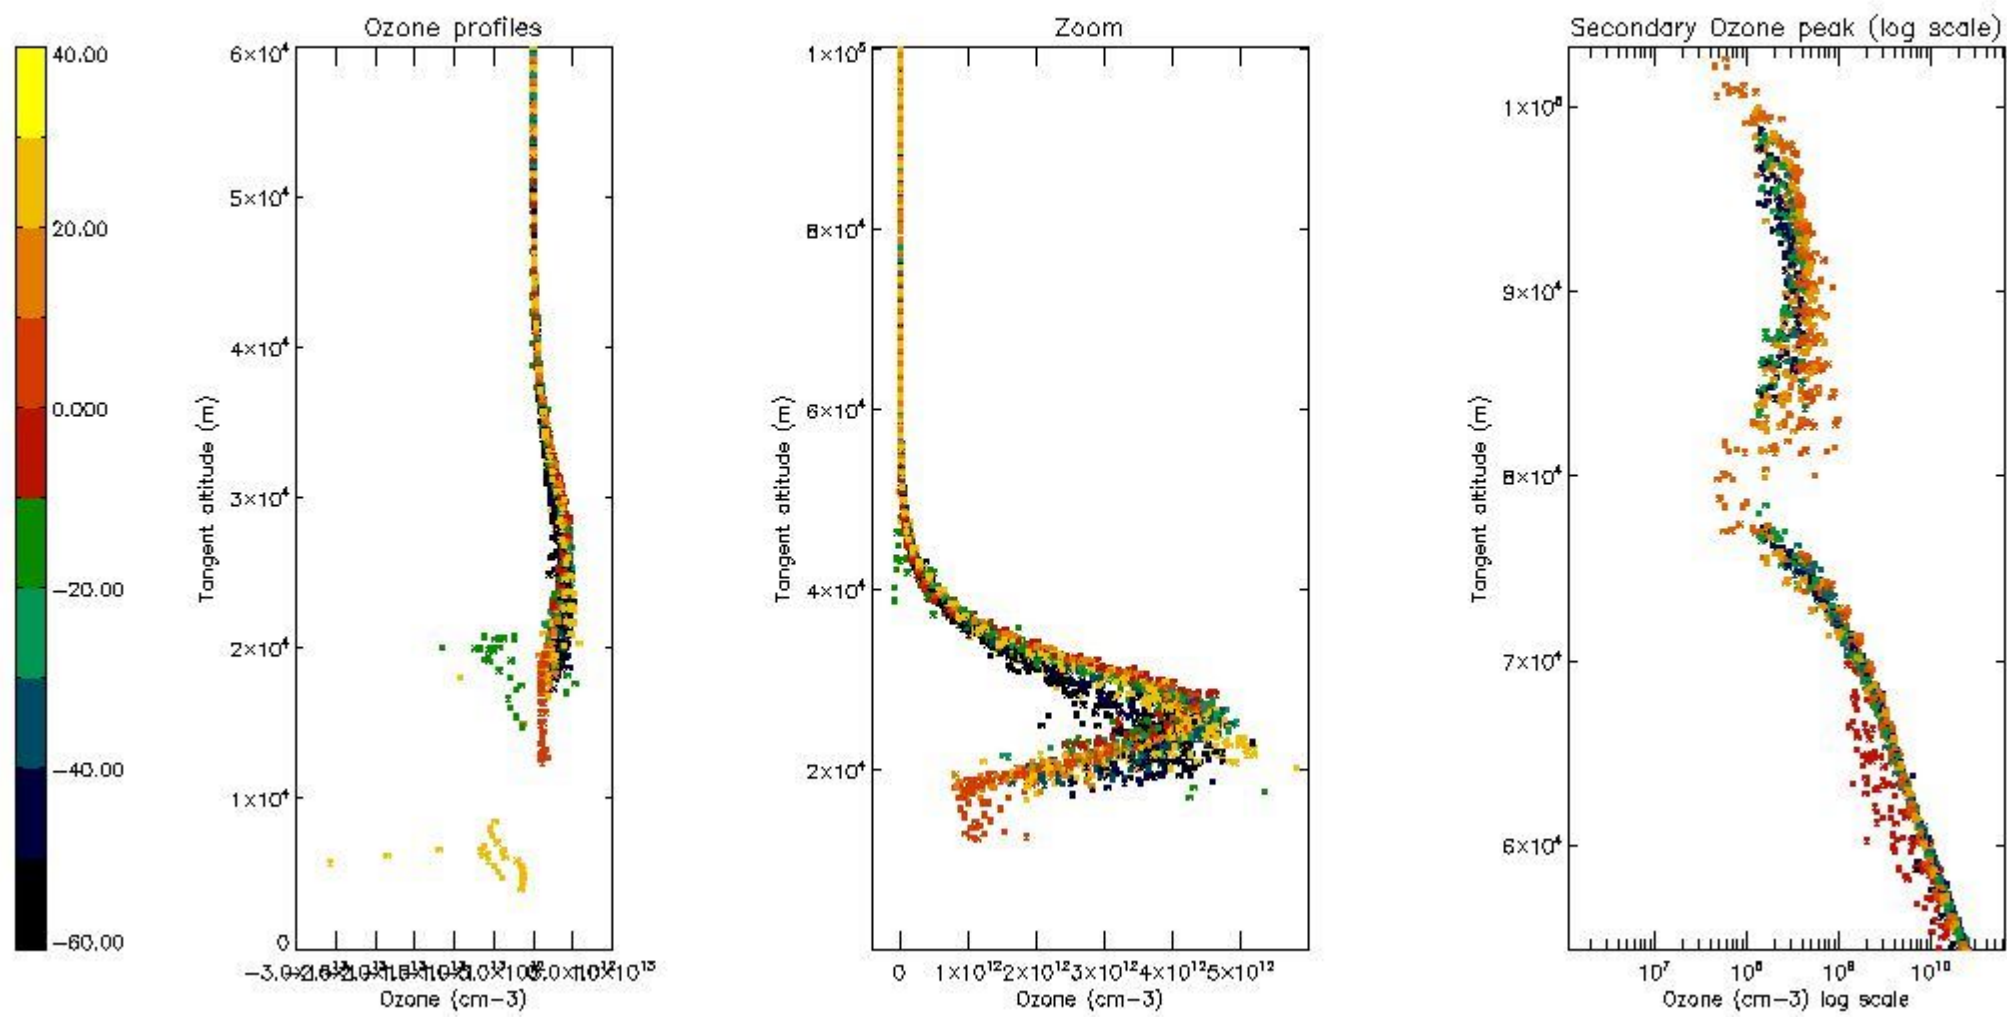 Ozone profiles
Zoom
Secondary Ozone peak (log scale)
40.00
20.00
0.000
−20.00
−40.00
−60.00
6×10⁴
5×10⁴
4×10⁴
3×10⁴
2×10⁴
1×10⁴
0
Tangent altitude (m)
Ozone (cm−3)
1×10⁵
8×10⁴
6×10⁴
4×10⁴
2×10⁴
Tangent altitude (m)
0 1×10¹² 2×10¹² 3×10¹² 4×10¹² 5×10¹²
Ozone (cm−3)
1×10⁵
9×10⁴
8×10⁴
7×10⁴
6×10⁴
Tangent altitude (m)
10⁷ 10⁸ 10⁹ 10¹⁰
Ozone (cm−3) log scale